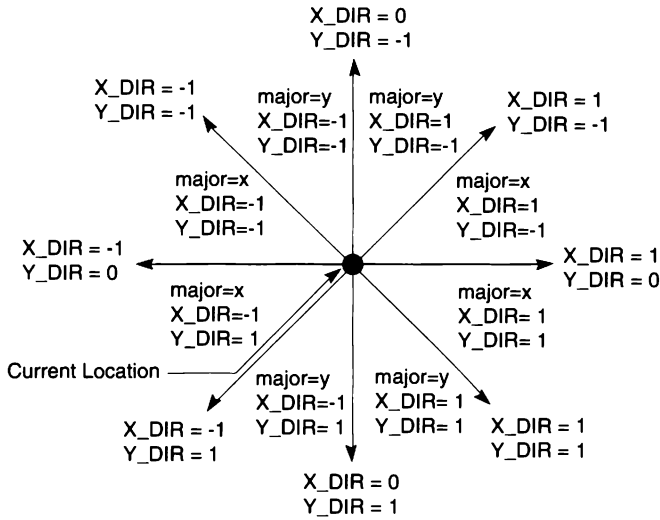 X_DIR = 0
Y_DIR = -1
X_DIR = -1
Y_DIR = -1
major=y
X_DIR=-1
Y_DIR=-1
major=y
X_DIR=1
Y_DIR=-1
X_DIR = 1
Y_DIR = -1
major=x
X_DIR=-1
Y_DIR=-1
major=x
X_DIR=1
Y_DIR=-1
X_DIR = -1
Y_DIR = 0
X_DIR = 1
Y_DIR = 0
major=x
X_DIR=-1
Y_DIR= 1
major=x
X_DIR= 1
Y_DIR= 1
Current Location
major=y
X_DIR=-1
Y_DIR= 1
major=y
X_DIR= 1
Y_DIR= 1
X_DIR = -1
Y_DIR = 1
X_DIR = 1
Y_DIR = 1
X_DIR = 0
Y_DIR = 1